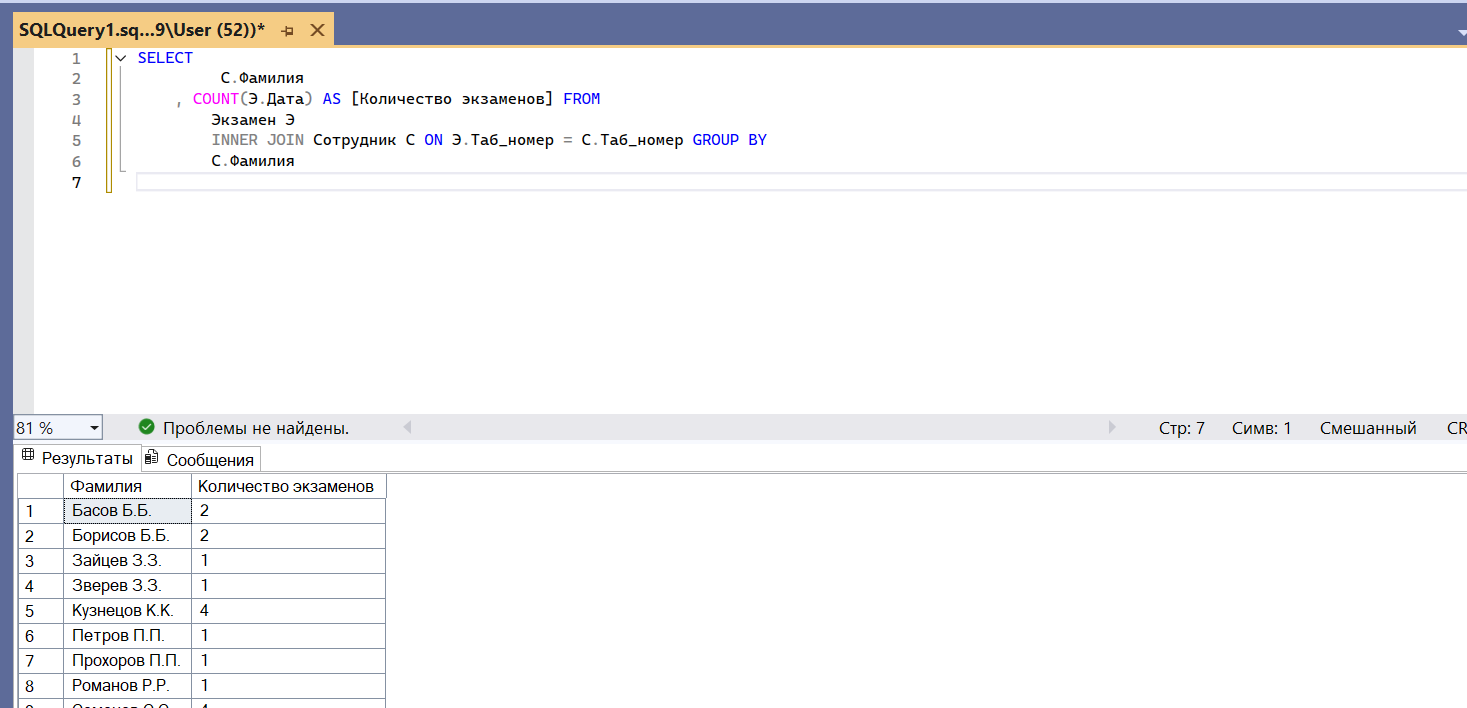 SQLQuery1.sq...9\User (52))*
1 SELECT
2 С.Фамилия
3 , COUNT(Э.Дата) AS [Количество экзаменов] FROM
4 Экзамен Э
5 INNER JOIN Сотрудник С ON Э.Таб_номер = С.Таб_номер GROUP BY
6 С.Фамилия
7
81 % Проблемы не найдены. Стр: 7 Симв: 1 Смешанный CR
Результаты Сообщения
Фамилия Количество экзаменов
1 Басов Б.Б. 2
2 Борисов Б.Б. 2
3 Зайцев З.З. 1
4 Зверев З.З. 1
5 Кузнецов К.К. 4
6 Петров П.П. 1
7 Прохоров П.П. 1
8 Романов Р.Р. 1